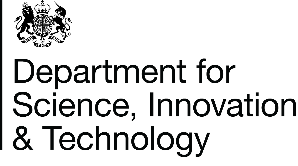 Department for
Science, Innovation
& Technology